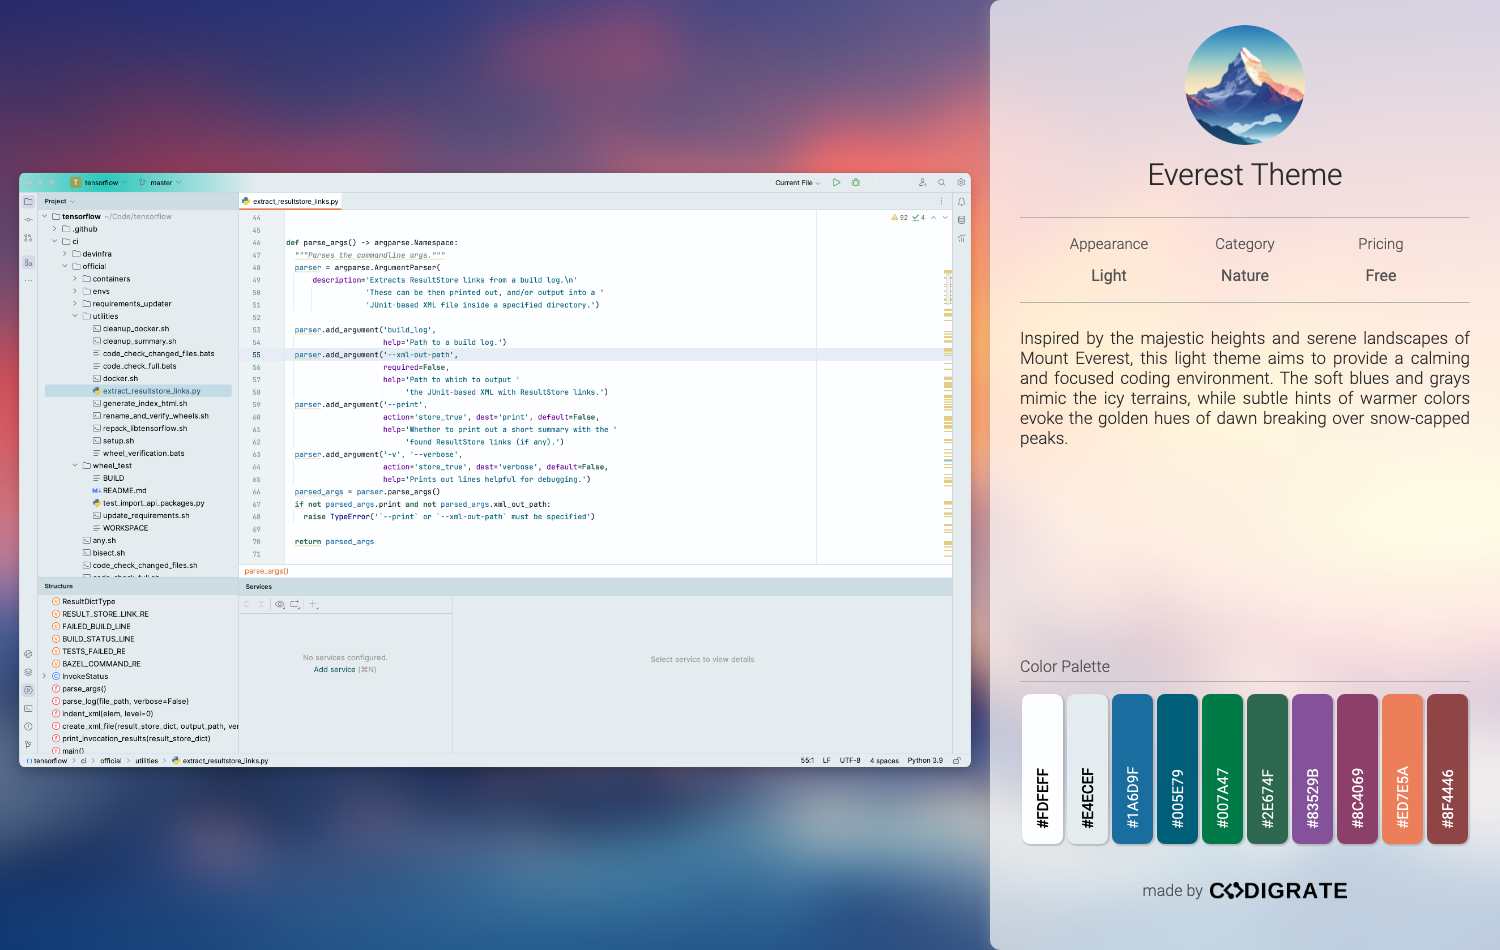 T tensorflow
master
Current File
Project
extract_resultstore_links.py
tensorflow ~/Code/tensorflow
.github
ci
devinfra
official
containers
envs
requirements_updater
utilities
cleanup_docker.sh
cleanup_summary.sh
code_check_changed_files.bats
code_check_full.bats
docker.sh
extract_resultstore_links.py
generate_index_html.sh
rename_and_verify_wheels.sh
repack_libtensorflow.sh
setup.sh
wheel_verification.bats
wheel_test
BUILD
M↓ README.md
test_import_api_packages.py
update_requirements.sh
WORKSPACE
any.sh
bisect.sh
code_check_changed_files.sh
92 4
44
45
46 def parse_args() -> argparse.Namespace:
47 """Parses the commandline args."""
48 parser = argparse.ArgumentParser(
49 description='Extracts ResultStore links from a build log.\n'
50 'These can be then printed out, and/or output into a '
51 'JUnit-based XML file inside a specified directory.')
52
53 parser.add_argument('build_log',
54 help='Path to a build log.')
55 parser.add_argument('--xml-out-path',
56 required=False,
57 help='Path to which to output '
58 'the JUnit-based XML with ResultStore links.')
59 parser.add_argument('--print',
60 action='store_true', dest='print', default=False,
61 help='Whether to print out a short summary with the '
62 'found ResultStore links (if any).')
63 parser.add_argument('-v', '--verbose',
64 action='store_true', dest='verbose', default=False,
65 help='Prints out lines helpful for debugging.')
66 parsed_args = parser.parse_args()
67 if not parsed_args.print and not parsed_args.xml_out_path:
68 raise TypeError('`--print` or `--xml-out-path` must be specified')
69
70 return parsed_args
71
parse_args()
Structure
ResultDictType
RESULT_STORE_LINK_RE
FAILED_BUILD_LINE
BUILD_STATUS_LINE
TESTS_FAILED_RE
BAZEL_COMMAND_RE
InvokeStatus
parse_args()
parse_log(file_path, verbose=False)
indent_xml(elem, level=0)
create_xml_file(result_store_dict, output_path, ver
print_invocation_results(result_store_dict)
main()
Services
No services configured.
Add service (⌘N)
Select service to view details
tensorflow > ci > official > utilities > extract_resultstore_links.py
55:1 LF UTF-8 4 spaces Python 3.9
Everest Theme
Appearance Category Pricing
Light Nature Free
Inspired by the majestic heights and serene landscapes of
Mount Everest, this light theme aims to provide a calming
and focused coding environment. The soft blues and grays
mimic the icy terrains, while subtle hints of warmer colors
evoke the golden hues of dawn breaking over snow-capped
peaks.
Color Palette
#FDFEFF
#E4ECEF
#1A6D9F
#005E79
#007A47
#2E674F
#83529B
#8C4069
#ED7E5A
#8F4446
made by CODIGRATE